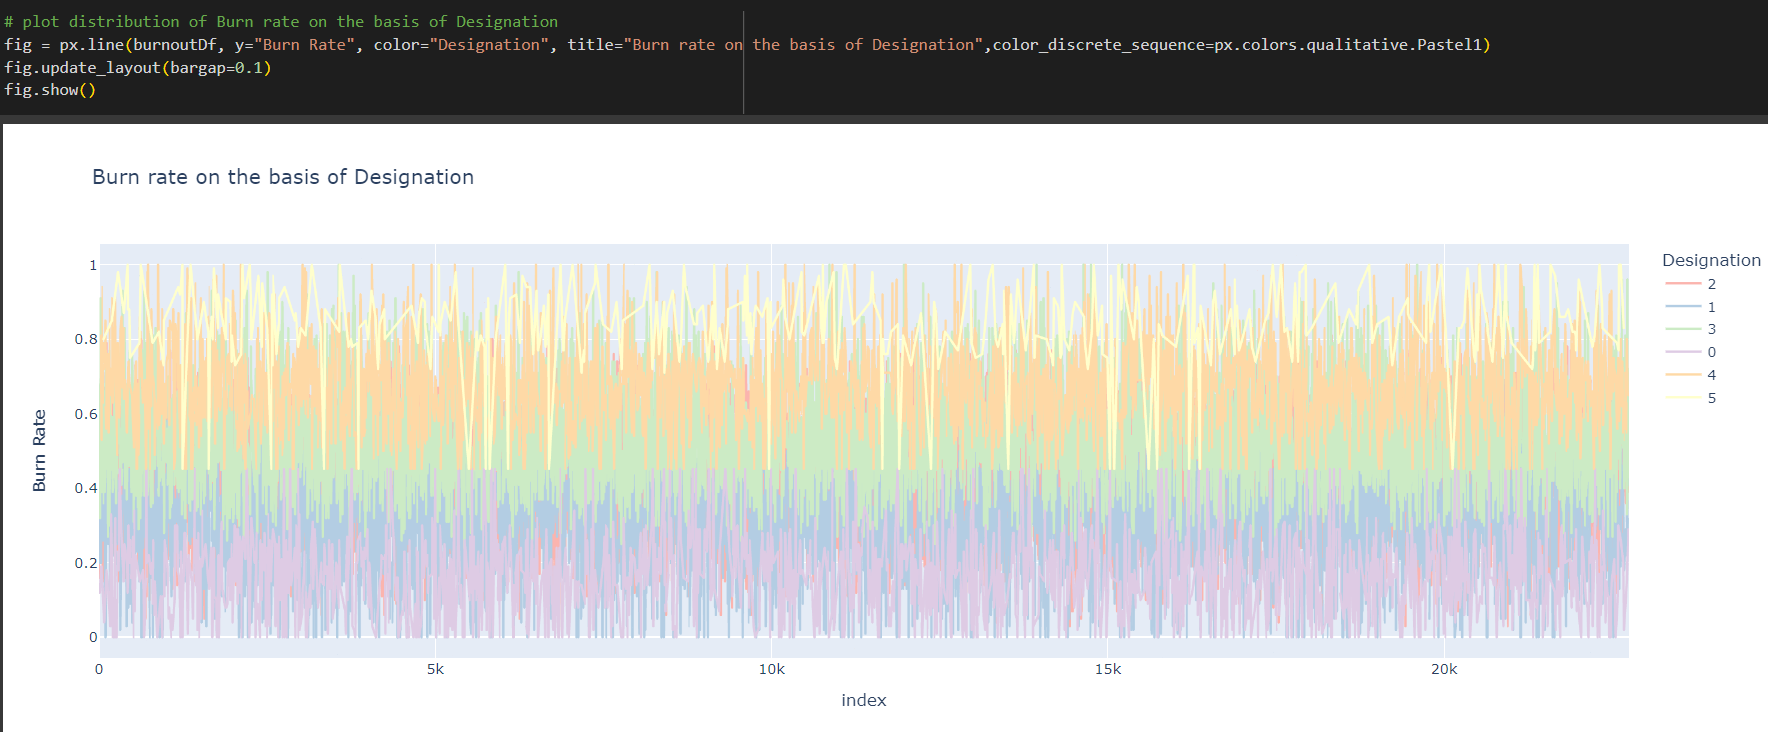 # plot distribution of Burn rate on the basis of Designation
fig = px.line(burnoutDf, y="Burn Rate", color="Designation", title="Burn rate on the basis of Designation",color_discrete_sequence=px.colors.qualitative.Pastel1)
fig.update_layout(bargap=0.1)
fig.show()
Burn rate on the basis of Designation
Designation
2
1
3
0
4
5
Burn Rate
1
0.8
0.6
0.4
0.2
0
0
5k
10k
15k
20k
index